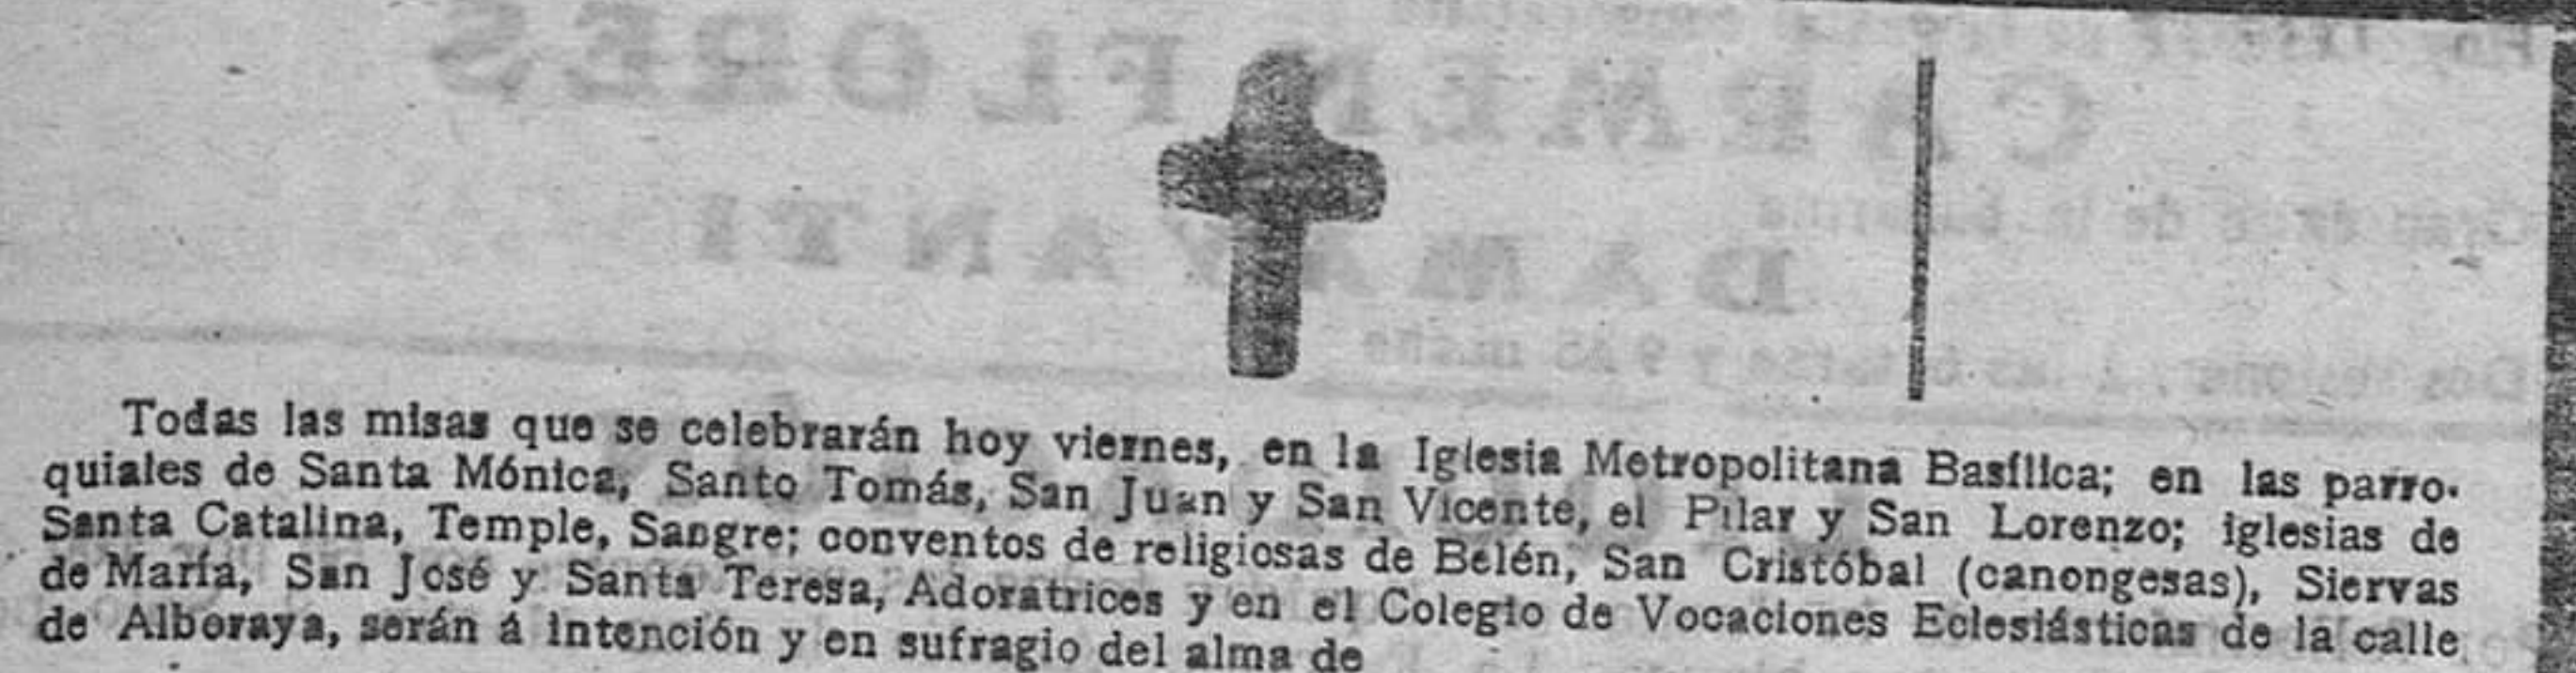 Todas las misas que se celebrarán hoy viernes, en la Iglesia Metropolitana Basílica; en las parro-
quiales de Santa Mónica, Santo Tomás, San Juan y San Vicente, el Pilar y San Lorenzo; iglesias de
Santa Catalina, Temple, Sangre; conventos de religiosas de Belén, San Cristóbal (canongesas), Siervas
de María, San José y Santa Teresa, Adoratrices y en el Colegio de Vocaciones Eclesiásticas de la calle
de Alboraya, serán á intención y en sufragio del alma de